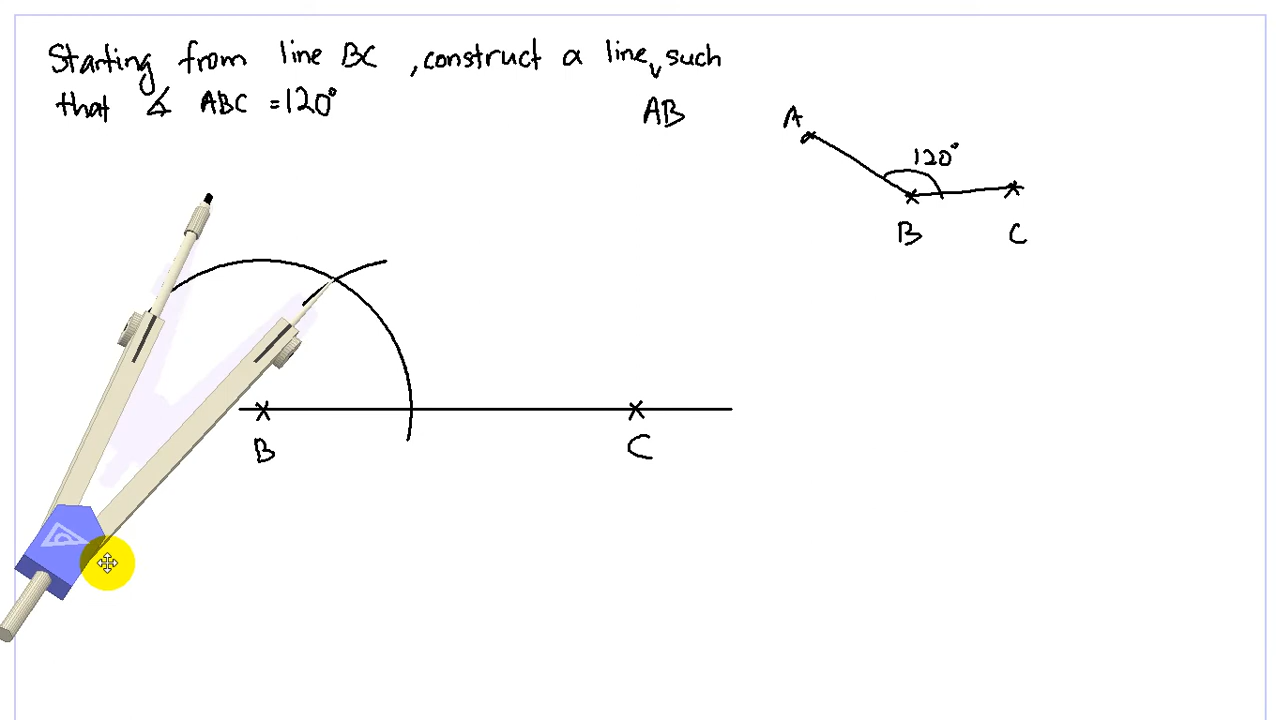 Starting from line BC , construct a line, such
AB
that ∡ ABC = 120°
A
120°
B
C
B
C